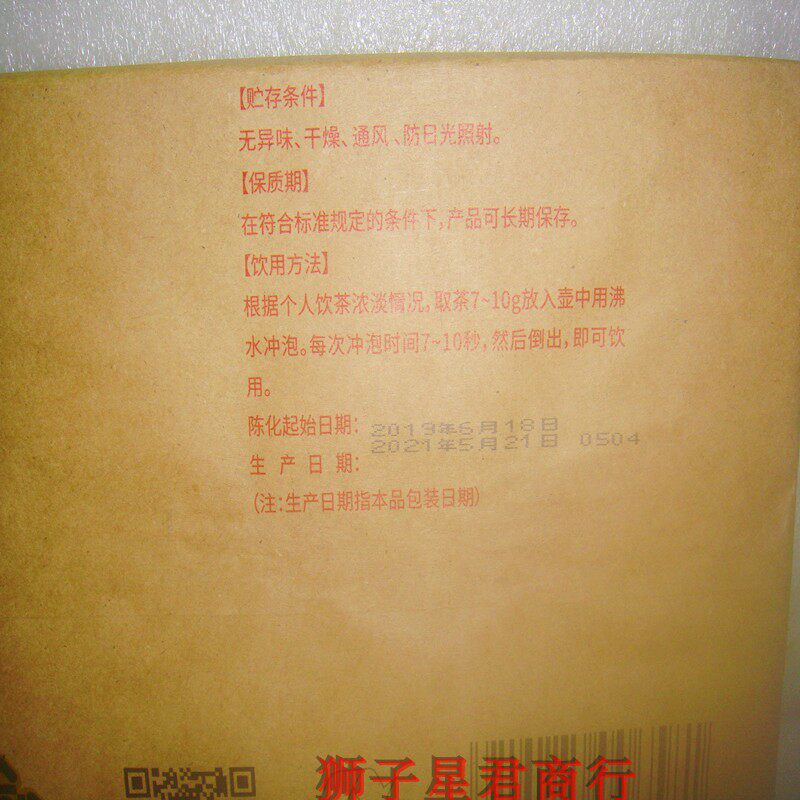 【贮存条件】
无异味、干燥、通风、防日光照射。
【保质期】
在符合标准规定的条件下,产品可长期保存。
【饮用方法】
根据个人饮茶浓淡情况,取茶7~10g放入壶中用沸
水冲泡。每次冲泡时间7~10秒,然后倒出,即可饮
用。
陈化起始日期: 2019年6月18日
2021年5月21日 0504
生 产 日 期:
(注:生产日期指本品包装日期)
狮子星君商行